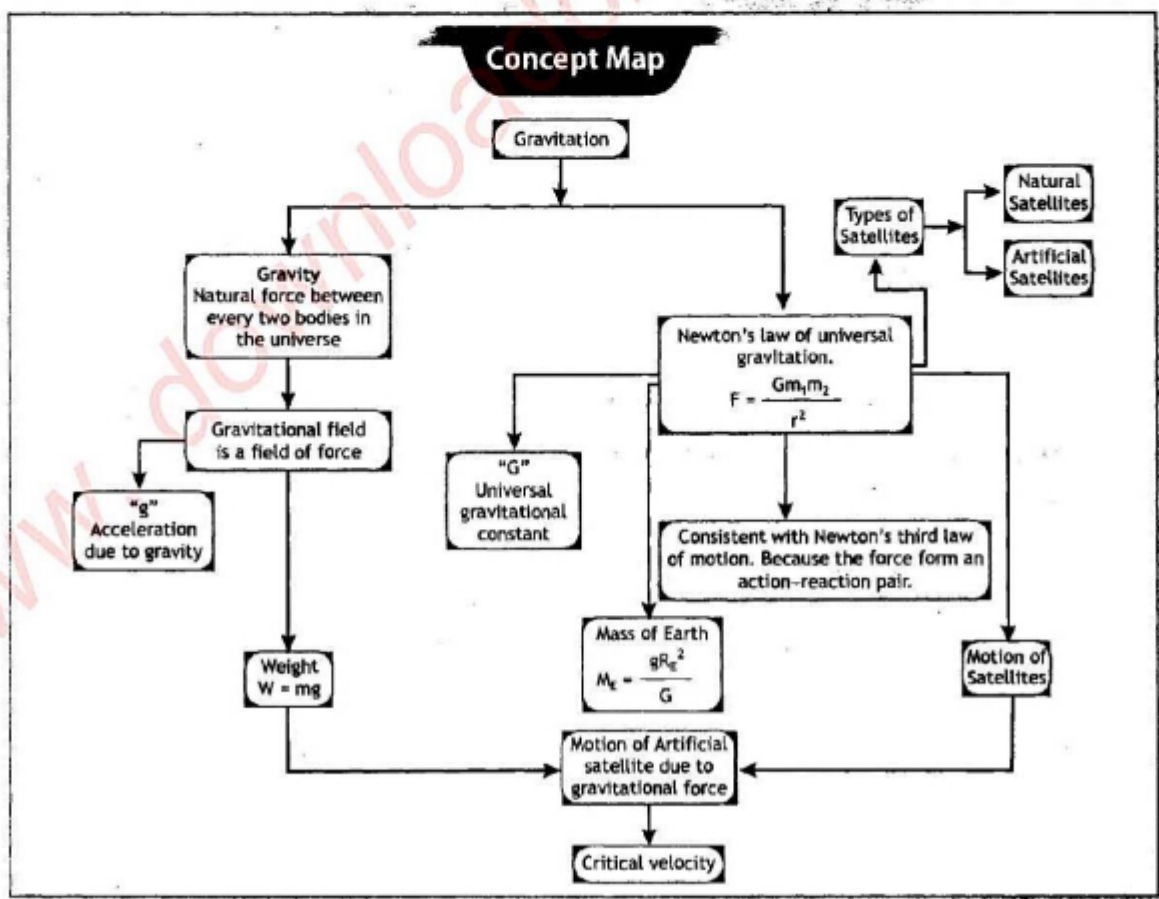 Concept Map
Gravitation
Gravity
Natural force between
every two bodies in
the universe
Gravitational field
is a field of force
"g"
Acceleration
due to gravity
Weight
W = mg
Newton's law of universal
gravitation.
F = Gm₁m₂ / r²
Types of
Satellites
Natural
Satellites
Artificial
Satellites
"G"
Universal
gravitational
constant
Consistent with Newton's third law
of motion. Because the force form an
action-reaction pair.
Mass of Earth
M_E = gR_E² / G
Motion of
Satellites
Motion of Artificial
satellite due to
gravitational force
Critical velocity